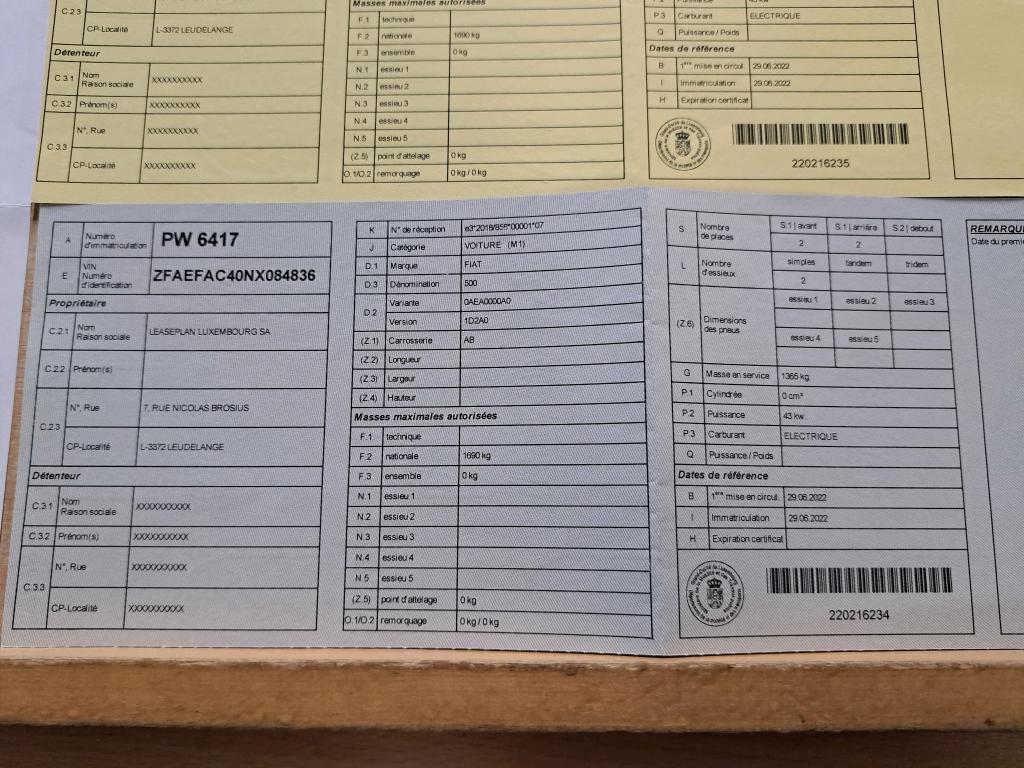 C.2.3
CP-Localité L-3372 LEUDELANGE
Détenteur
C.3.1 Nom Raison sociale XXXXXXXXXX
C.3.2 Prénom(s) XXXXXXXXXX
C.3.3 N°, Rue XXXXXXXXXX
CP-Localité XXXXXXXXXX
Masses maximales autorisées
F.1 technique
F.2 nationale 1690 kg
F.3 ensemble 0 kg
N.1 essieu 1
N.2 essieu 2
N.3 essieu 3
N.4 essieu 4
N.5 essieu 5
(Z.5) point d'attelage 0 kg
O.1/O.2 remorquage 0 kg / 0 kg
P.3 Carburant ELECTRIQUE
Q Puissance / Poids
Dates de référence
B 1ère mise en circul. 29.06.2022
I Immatriculation 29.06.2022
H Expiration certificat
220216235
A Numéro d'immatriculation PW 6417
E VIN Numéro d'identification ZFAEFAC40NX084836
Propriétaire
C.2.1 Nom Raison sociale LEASEPLAN LUXEMBOURG SA
C.2.2 Prénom(s)
C.2.3 N°, Rue 7, RUE NICOLAS BROSIUS
CP-Localité L-3372 LEUDELANGE
Détenteur
C.3.1 Nom Raison sociale XXXXXXXXXX
C.3.2 Prénom(s) XXXXXXXXXX
C.3.3 N°, Rue XXXXXXXXXX
CP-Localité XXXXXXXXXX
K N° de réception e3*2018/858*00001*07
J Catégorie VOITURE (M1)
D.1 Marque FIAT
D.3 Dénomination 500
D.2 Variante 0AEA0000A0
Version 1D2A0
(Z.1) Carrosserie AB
(Z.2) Longueur
(Z.3) Largeur
(Z.4) Hauteur
Masses maximales autorisées
F.1 technique
F.2 nationale 1690 kg
F.3 ensemble 0 kg
N.1 essieu 1
N.2 essieu 2
N.3 essieu 3
N.4 essieu 4
N.5 essieu 5
(Z.5) point d'attelage 0 kg
O.1/O.2 remorquage 0 kg / 0 kg
S Nombre de places S.1 | avant S.1 | arrière S.2 | debout
2 2
L Nombre d'essieux simples tandem tridem
2
(Z.6) Dimensions des pneus essieu 1 essieu 2 essieu 3
essieu 4 essieu 5
G Masse en service 1365 kg
P.1 Cylindrée 0 cm³
P.2 Puissance 43 kw
P.3 Carburant ELECTRIQUE
Q Puissance / Poids
Dates de référence
B 1ère mise en circul. 29.06.2022
I Immatriculation 29.06.2022
H Expiration certificat
220216234
REMARQU
Date du premi